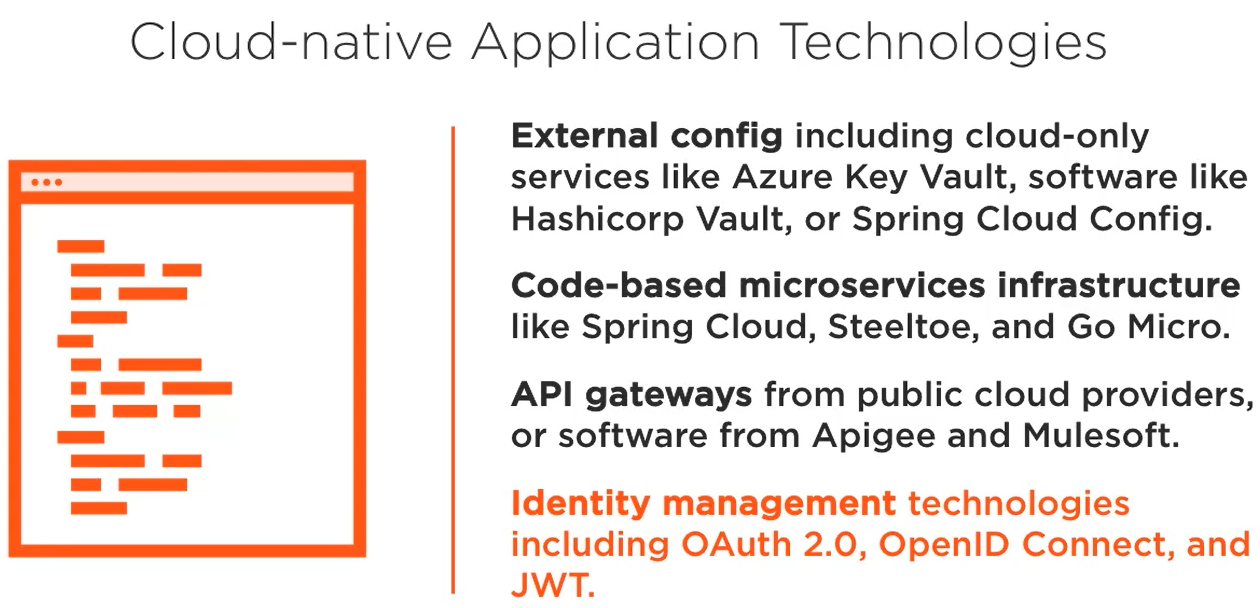 Cloud-native Application Technologies
External config including cloud-only
services like Azure Key Vault, software like
Hashicorp Vault, or Spring Cloud Config.
Code-based microservices infrastructure
like Spring Cloud, Steeltoe, and Go Micro.
API gateways from public cloud providers,
or software from Apigee and Mulesoft.
Identity management technologies
including OAuth 2.0, OpenID Connect, and
JWT.